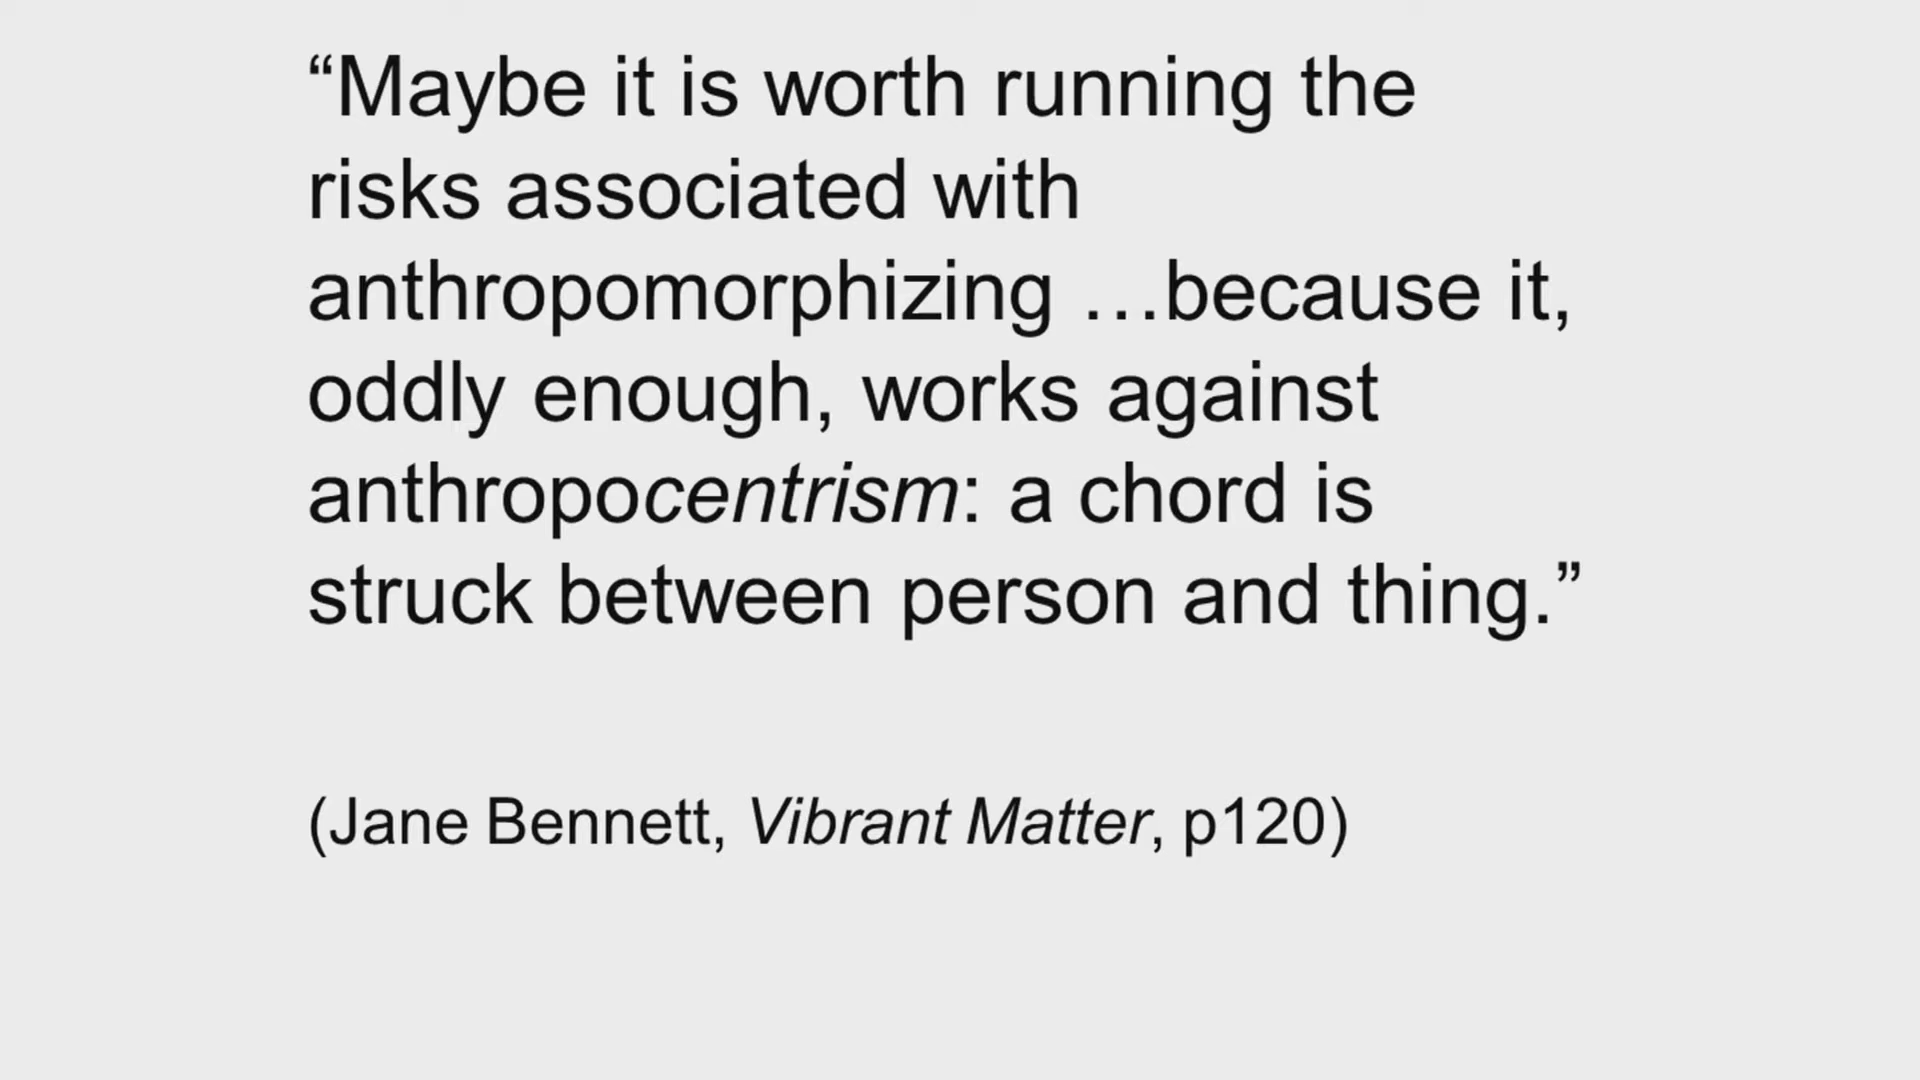 “Maybe it is worth running the
risks associated with
anthropomorphizing …because it,
oddly enough, works against
anthropocentrism: a chord is
struck between person and thing.”
(Jane Bennett, Vibrant Matter, p120)